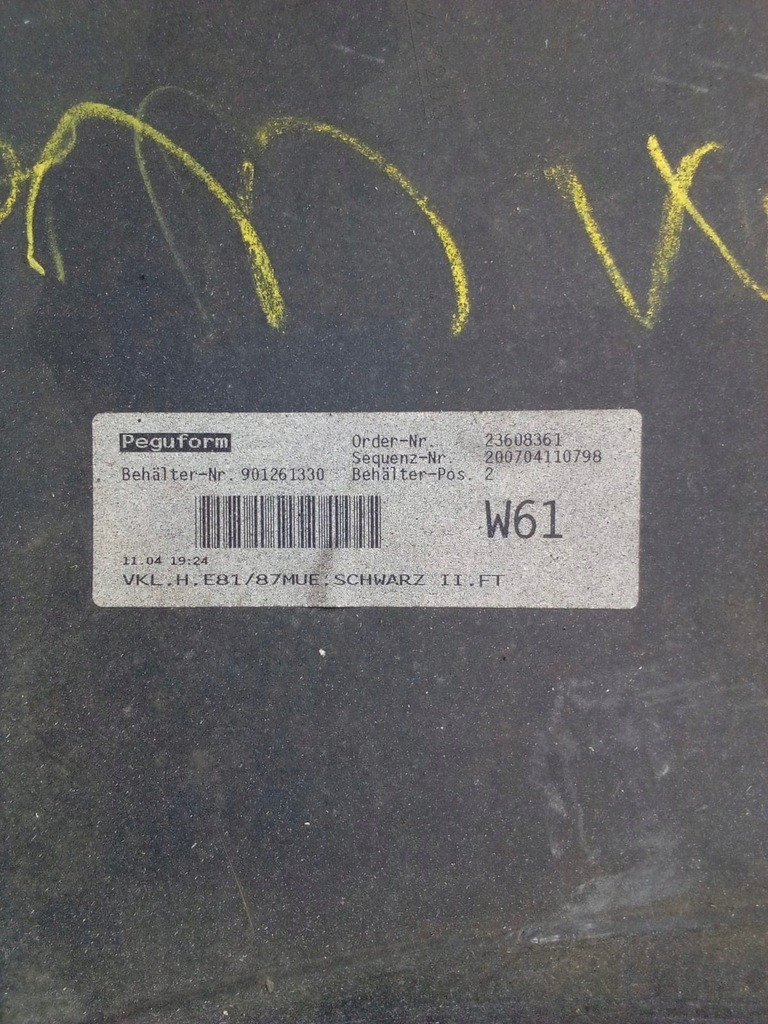 Peguform
Order-Nr. 23608361
Sequenz-Nr. 200704110798
Behälter-Nr. 901261330 Behälter-Pos. 2
W61
11.04 19:24
VKL.H.E81/87MUE.SCHWARZ II.FT